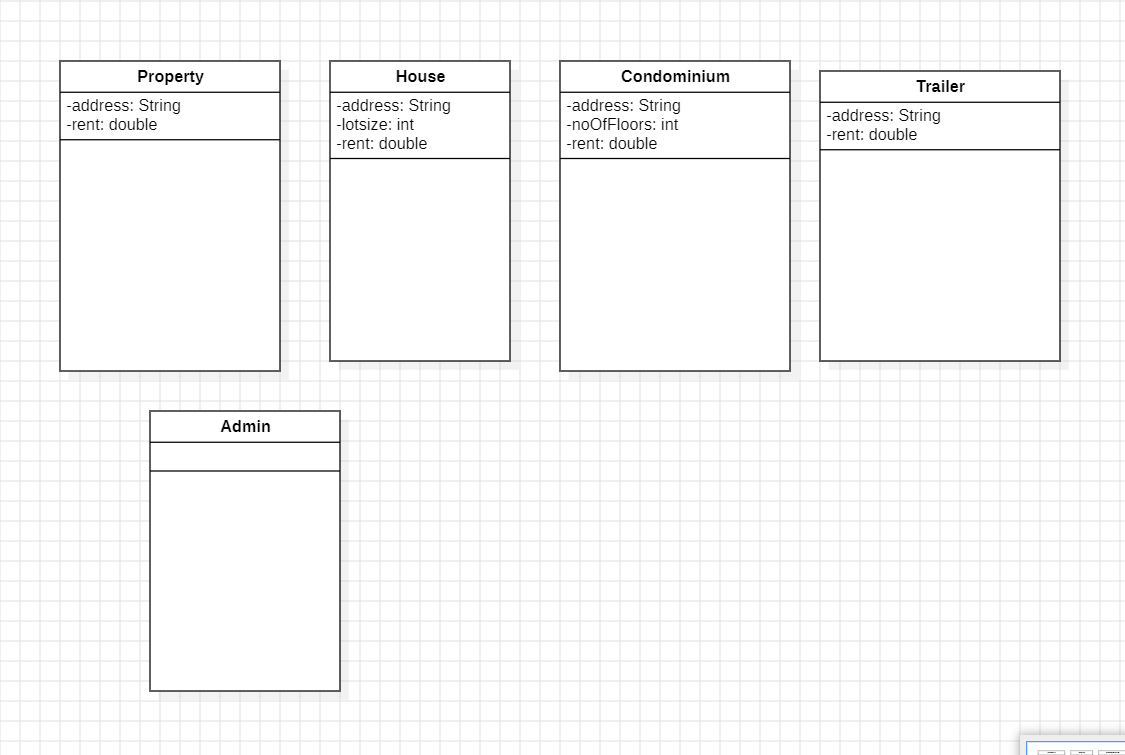 Property
-address: String
-rent: double
House
-address: String
-lotsize: int
-rent: double
Condominium
-address: String
-noOfFloors: int
-rent: double
Trailer
-address: String
-rent: double
Admin